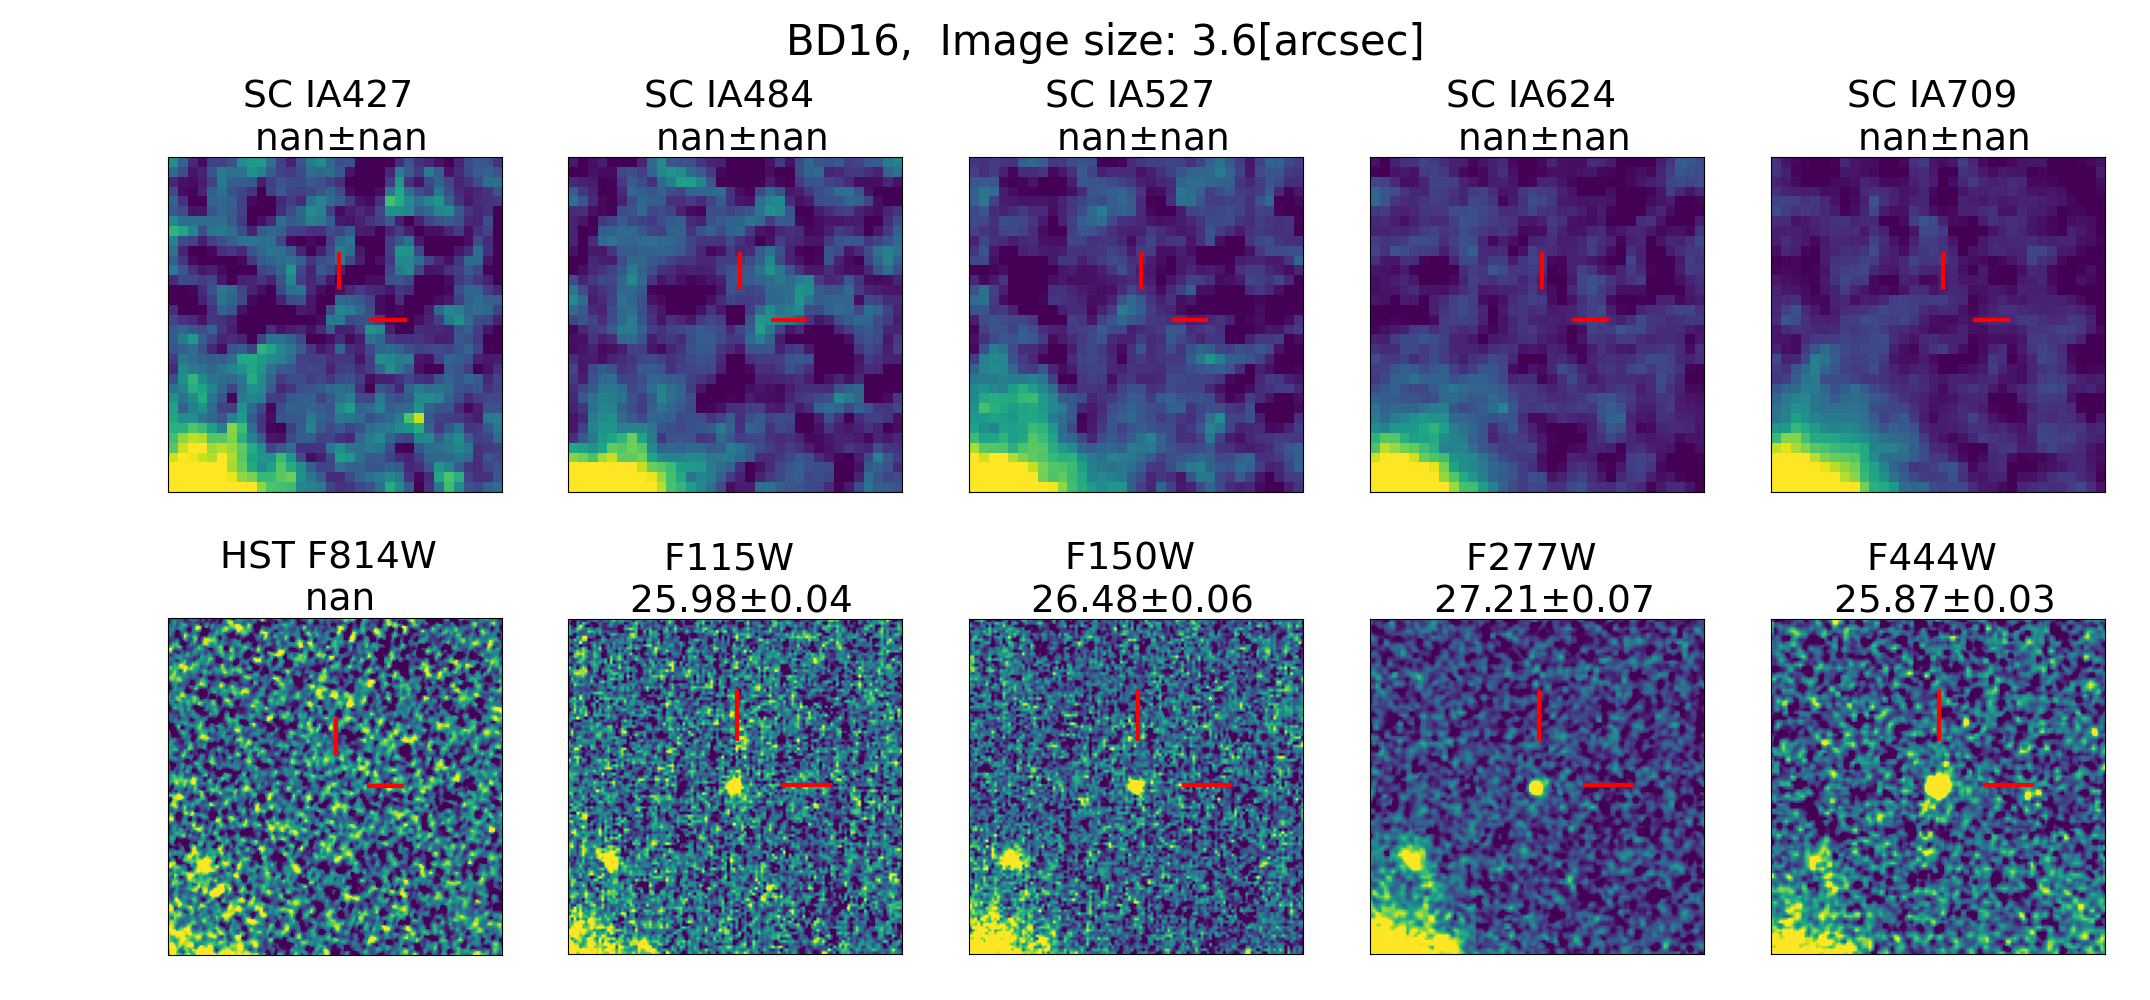 BD16,  Image size: 3.6[arcsec]
SC IA427
nan±nan
SC IA484
nan±nan
SC IA527
nan±nan
SC IA624
nan±nan
SC IA709
nan±nan
HST F814W
nan
F115W
25.98±0.04
F150W
26.48±0.06
F277W
27.21±0.07
F444W
25.87±0.03